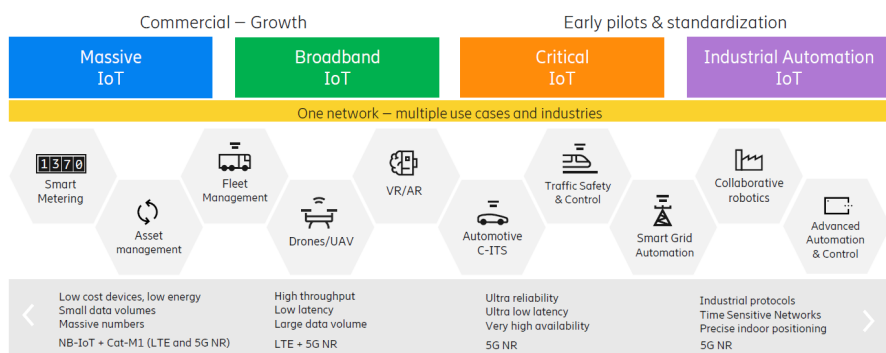 Commercial – Growth
Early pilots & standardization
Massive
IoT
Broadband
IoT
Critical
IoT
Industrial Automation
IoT
One network – multiple use cases and industries
1370
Smart
Metering
Asset
management
Fleet
Management
Drones/UAV
VR/AR
Automotive
C-ITS
Traffic Safety
& Control
Smart Grid
Automation
Collaborative
robotics
Advanced
Automation
& Control
Low cost devices, low energy
Small data volumes
Massive numbers
NB-IoT + Cat-M1 (LTE and 5G NR)
High throughput
Low latency
Large data volume
LTE + 5G NR
Ultra reliability
Ultra low latency
Very high availability
5G NR
Industrial protocols
Time Sensitive Networks
Precise indoor positioning
5G NR